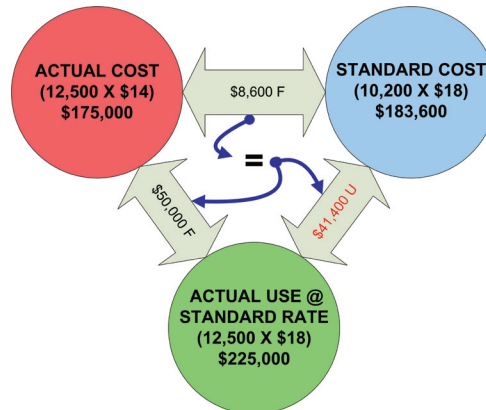 ACTUAL COST
(12,500 X $14)
$175,000
$8,600 F
STANDARD COST
(10,200 X $18)
$183,600
=
$50,000 F
$41,400 U
ACTUAL USE @
STANDARD RATE
(12,500 X $18)
$225,000